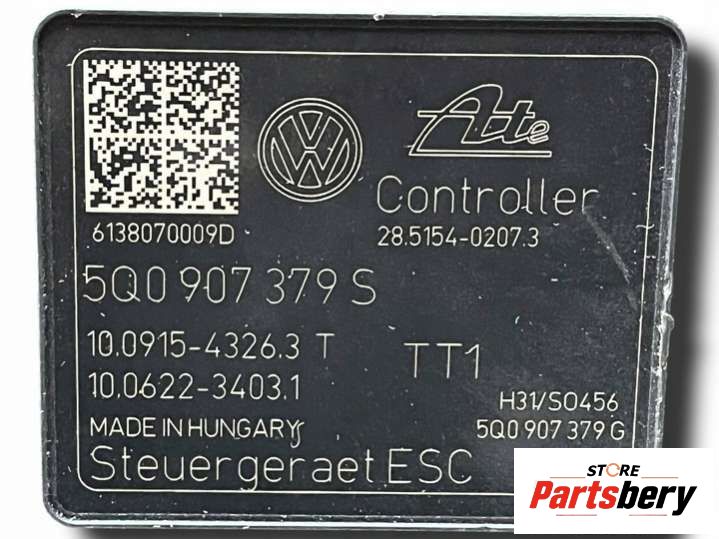 Ate
Controller
6138070009D
28.5154-0207.3
5Q0 907 379 S
10.0915-4326.3 T
TT1
10.0622-3403.1
H31/S0456
MADE IN HUNGARY
5Q0 907 379 G
Steuergeraet ESC
STORE
Partsbery